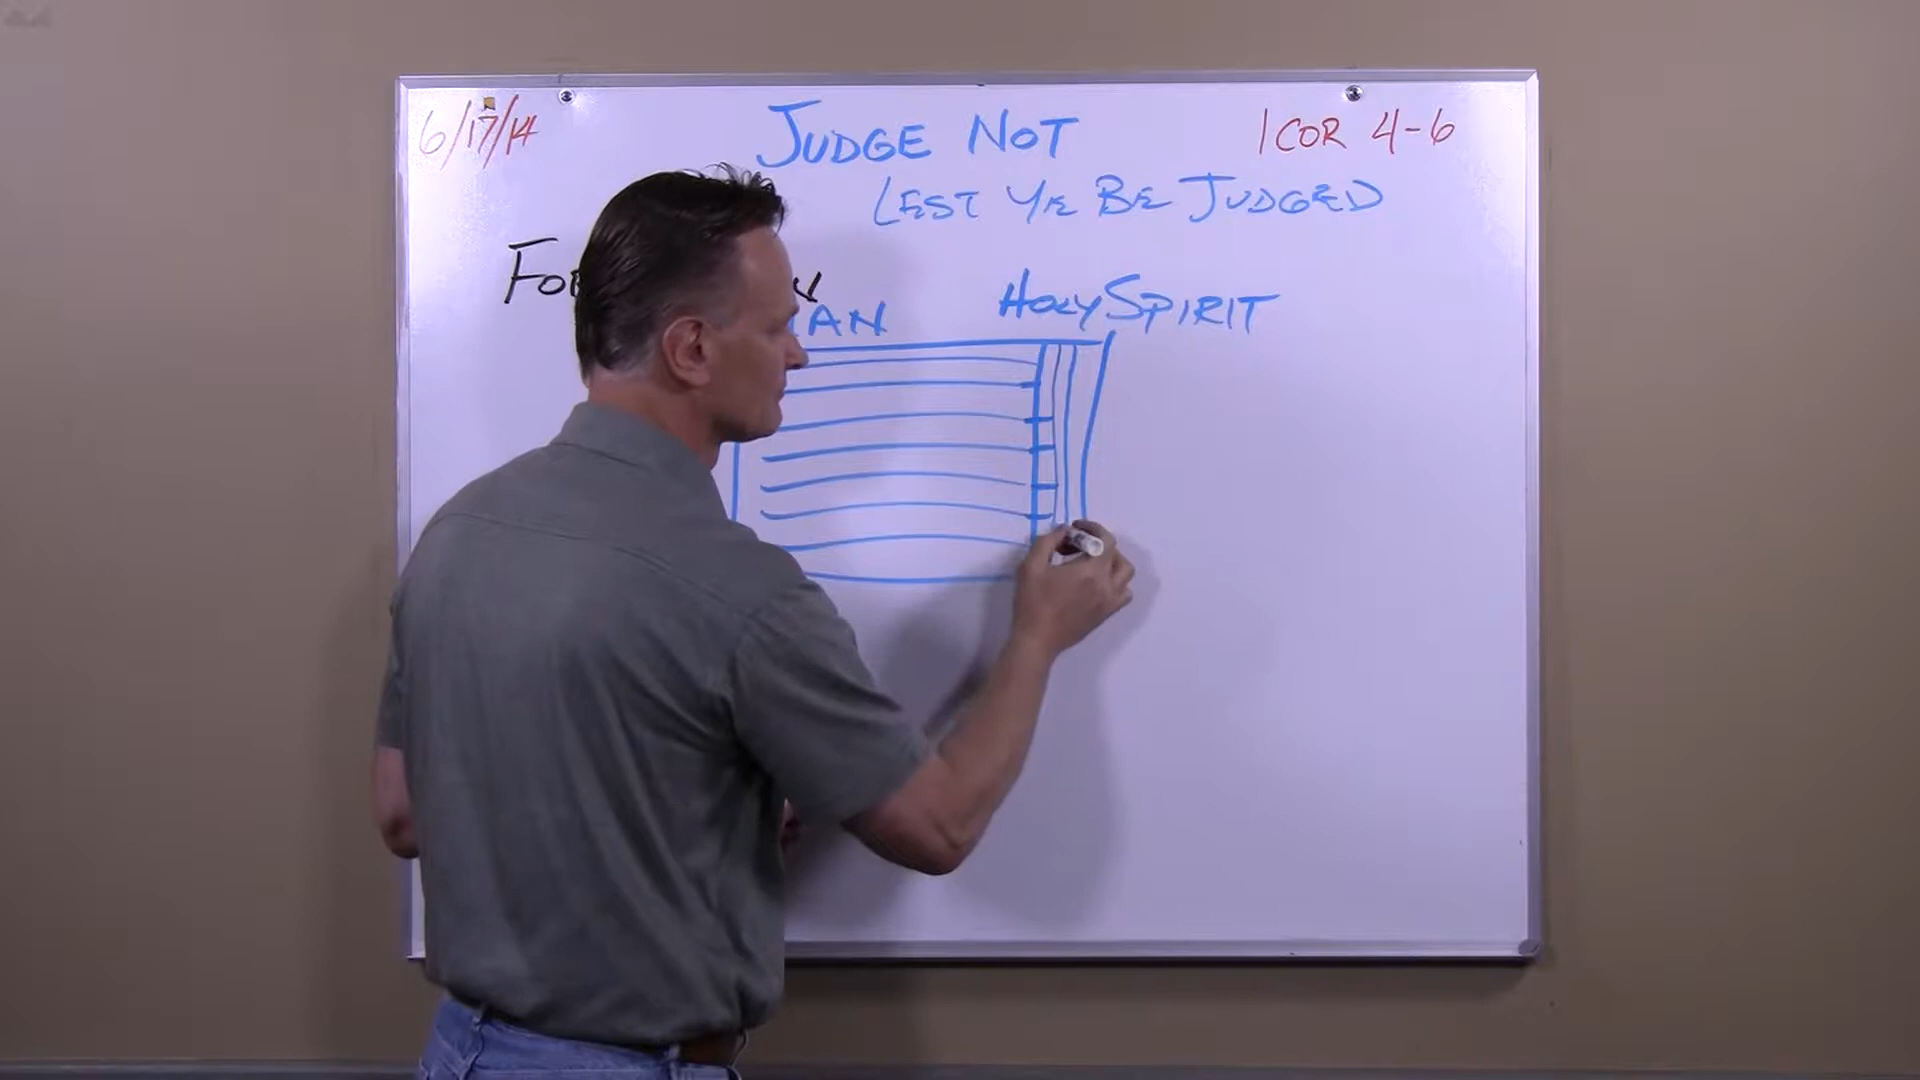 6/17/14
JUDGE NOT
1 COR 4-6
LEST YE BE JUDGED
HOLY SPIRIT